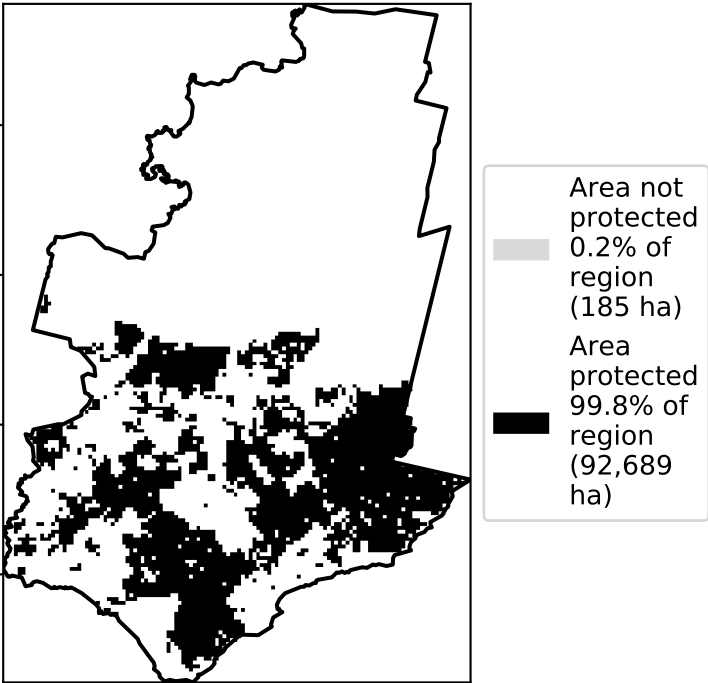 Area not
protected
0.2% of
region
(185 ha)
Area
protected
99.8% of
region
(92,689
ha)